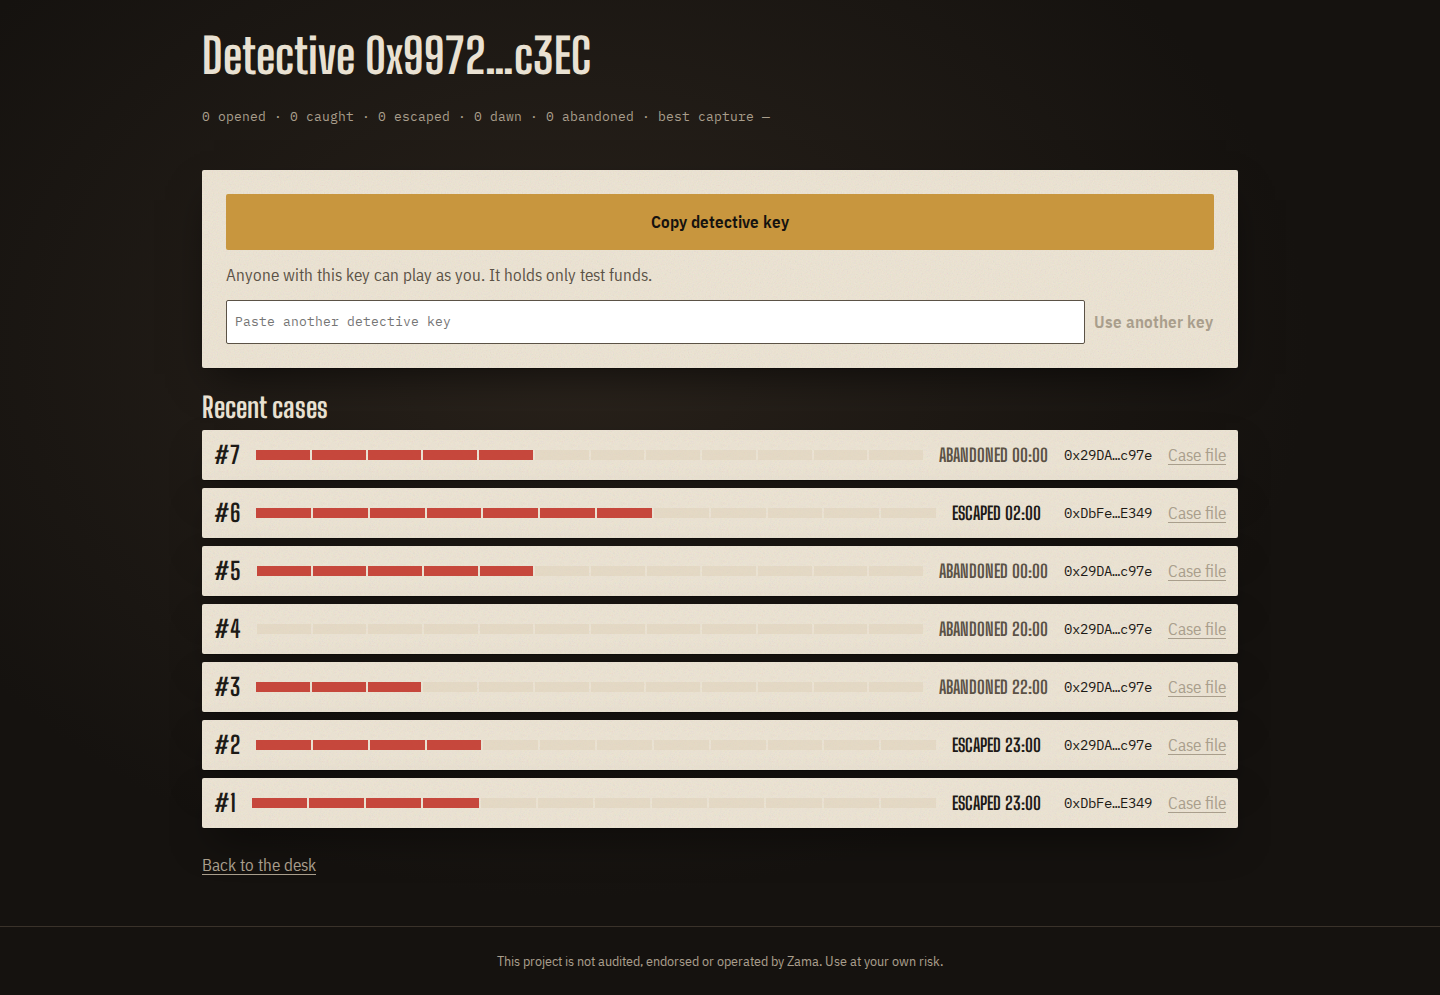 Detective 0x9972…c3EC
0 opened · 0 caught · 0 escaped · 0 dawn · 0 abandoned · best capture —
Copy detective key
Anyone with this key can play as you. It holds only test funds.
Paste another detective key
Use another key
Recent cases
#7 ABANDONED 00:00 0x29DA…c97e Case file
#6 ESCAPED 02:00 0xDbFe…E349 Case file
#5 ABANDONED 00:00 0x29DA…c97e Case file
#4 ABANDONED 20:00 0x29DA…c97e Case file
#3 ABANDONED 22:00 0x29DA…c97e Case file
#2 ESCAPED 23:00 0x29DA…c97e Case file
#1 ESCAPED 23:00 0xDbFe…E349 Case file
Back to the desk
This project is not audited, endorsed or operated by Zama. Use at your own risk.